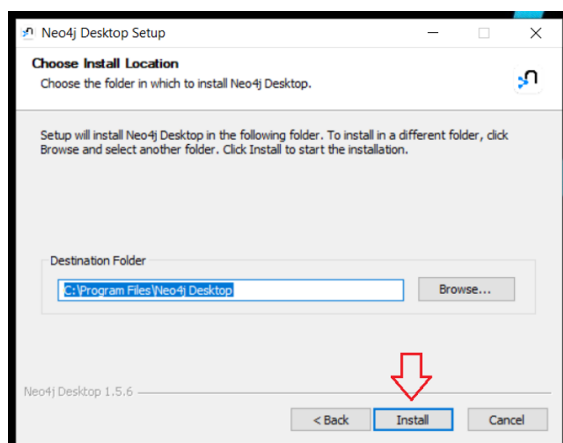 Neo4j Desktop Setup
Choose Install Location
Choose the folder in which to install Neo4j Desktop.
Setup will install Neo4j Desktop in the following folder. To install in a different folder, click
Browse and select another folder. Click Install to start the installation.
Destination Folder
C:\Program Files\Neo4j Desktop
Browse...
Neo4j Desktop 1.5.6
< Back
Install
Cancel